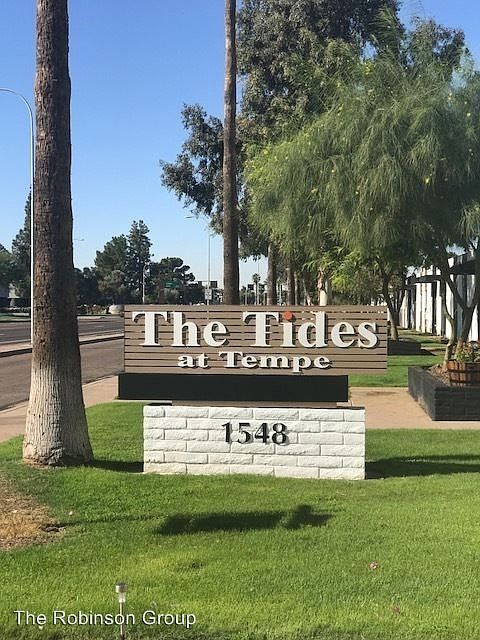 The Tides
at Tempe
1548
The Robinson Group